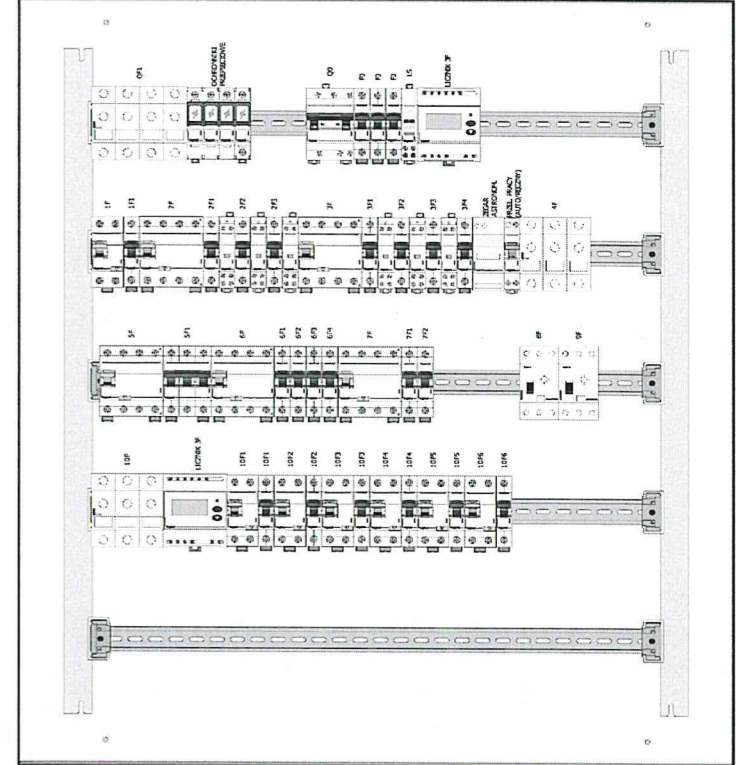 QF1
OCHRONNIKI
PRZEPIĘCIOWE
Q0
F1
F2
F3
LS
LICZNIK 3F
1F
1F1
2F
2F1
2F2
2F3
3F
3F1
3F2
3F3
3F4
ZEGAR
ASTRONOM.
PRZEŁ. PRACY
(AUTO/RĘCZNY)
4F
5F
5F1
6F
6F1
6F2
6F3
6F4
7F
7F1
7F2
8F
9F
10F
LICZNIK 3F
10F1
10F1
10F2
10F2
10F3
10F3
10F4
10F4
10F5
10F5
10F6
10F6